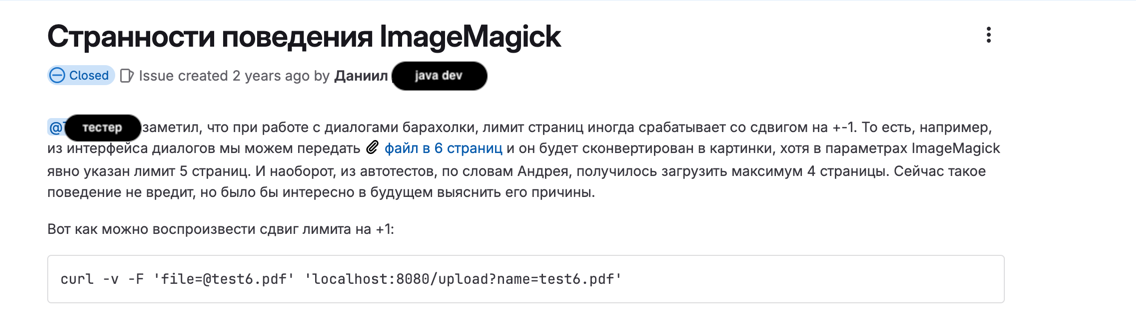 Странности поведения ImageMagick
Closed Issue created 2 years ago by Даниил java dev
@ тестер заметил, что при работе с диалогами барахолки, лимит страниц иногда срабатывает со сдвигом на +-1. То есть, например,
из интерфейса диалогов мы можем передать файл в 6 страниц и он будет сконвертирован в картинки, хотя в параметрах ImageMagick
явно указан лимит 5 страниц. И наоборот, из автотестов, по словам Андрея, получилось загрузить максимум 4 страницы. Сейчас такое
поведение не вредит, но было бы интересно в будущем выяснить его причины.
Вот как можно воспроизвести сдвиг лимита на +1:
curl -v -F 'file=@test6.pdf' 'localhost:8080/upload?name=test6.pdf'